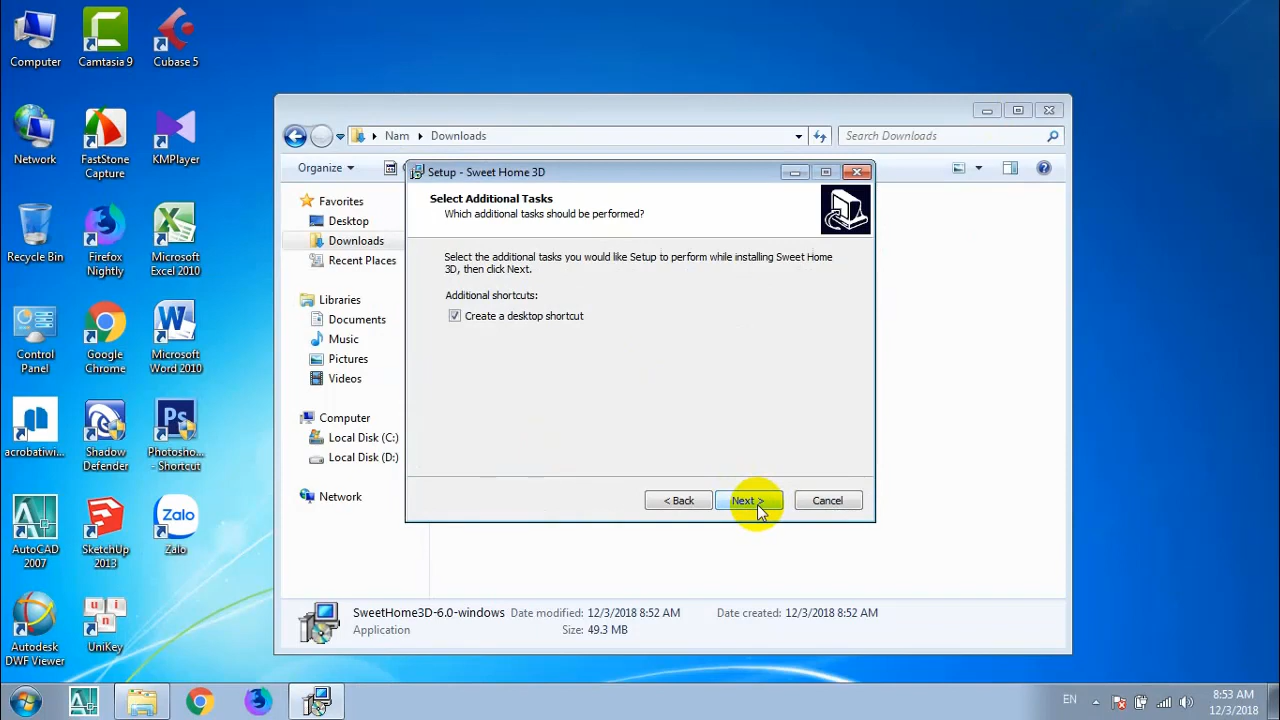 Computer
Camtasia 9
Cubase 5
Network
FastStone
Capture
KMPlayer
Recycle Bin
Firefox
Nightly
Microsoft
Excel 2010
Control
Panel
Google
Chrome
Microsoft
Word 2010
acrobatiwi...
Shadow
Defender
Photosho...
- Shortcut
AutoCAD
2007
SketchUp
2013
Zalo
Zalo
Autodesk
DWF Viewer
UniKey
Nam
Downloads
Search Downloads
Organize
Favorites
Desktop
Downloads
Recent Places
Libraries
Documents
Music
Pictures
Videos
Computer
Local Disk (C:)
Local Disk (D:)
Network
Setup - Sweet Home 3D
Select Additional Tasks
Which additional tasks should be performed?
Select the additional tasks you would like Setup to perform while installing Sweet Home
3D, then click Next.
Additional shortcuts:
Create a desktop shortcut
< Back
Next >
Cancel
SweetHome3D-6.0-windows Date modified: 12/3/2018 8:52 AM Date created: 12/3/2018 8:52 AM
Application Size: 49.3 MB
EN
8:53 AM
12/3/2018